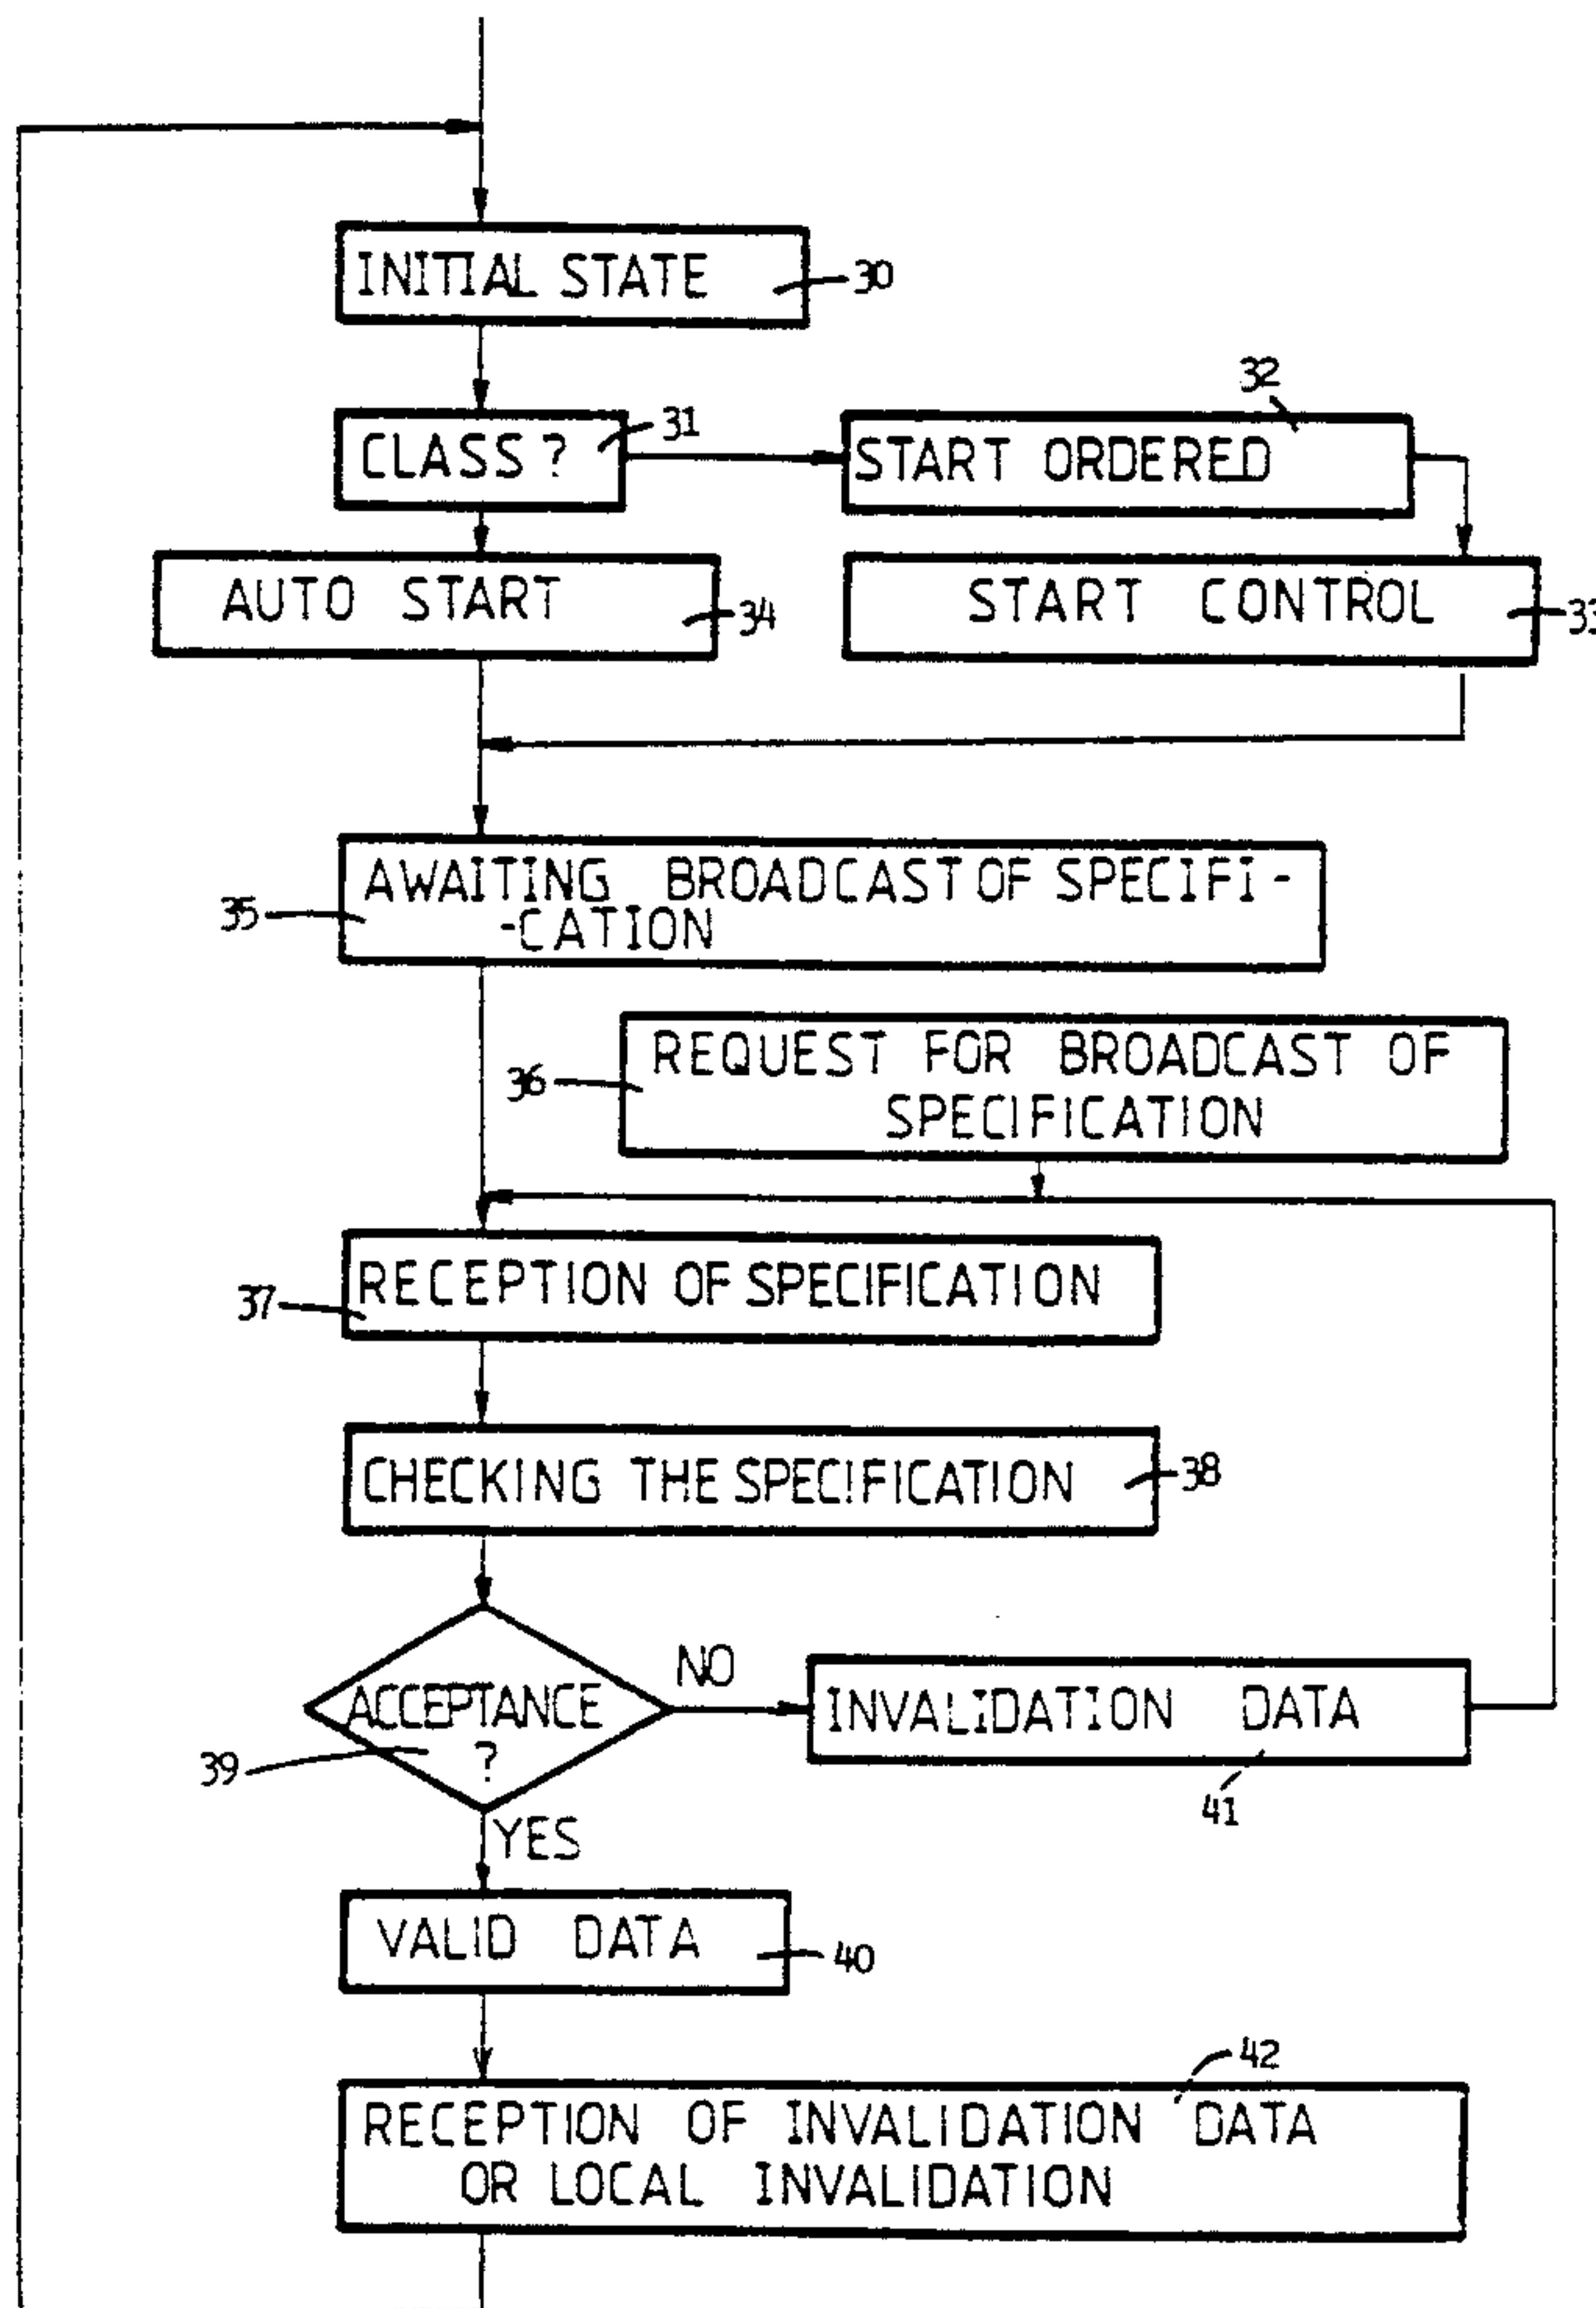 INITIAL STATE
30
CLASS ?
31
32
START ORDERED
AUTO START
34
START CONTROL
33
AWAITING BROADCAST OF SPECIFI-
-CATION
35
REQUEST FOR BROADCAST OF
SPECIFICATION
36
RECEPTION OF SPECIFICATION
37
CHECKING THE SPECIFICATION
38
ACCEPTANCE
?
39
NO
INVALIDATION DATA
41
YES
VALID DATA
40
42
RECEPTION OF INVALIDATION DATA
OR LOCAL INVALIDATION